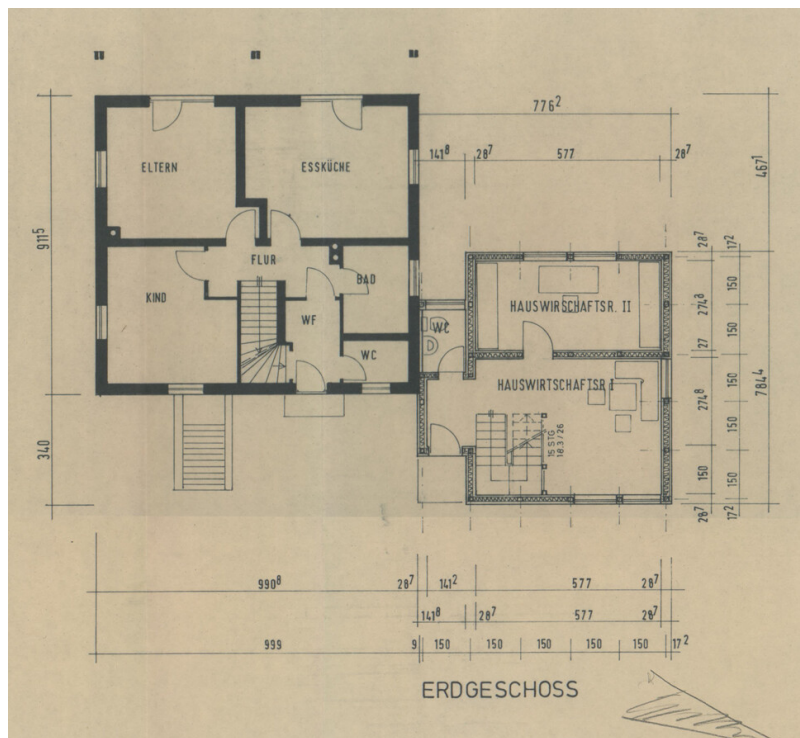 776²
141⁸ 28⁷ 577 28⁷
467¹
ELTERN
ESSKÜCHE
911⁵
FLUR
BAD
KIND
WF
WC
WC
HAUSWIRSCHAFTSR. II
HAUSWIRTSCHAFTSR I
15 STG
18.3 / 26
28⁷ 17²
274⁸ 150
27 150
274⁸ 150
150
150 150
28⁷ 17²
784⁴
340
990⁸ 28⁷ 141² 577 28⁷
141⁸ 28⁷ 577 28⁷
999 9 150 150 150 150 150 17²
ERDGESCHOSS